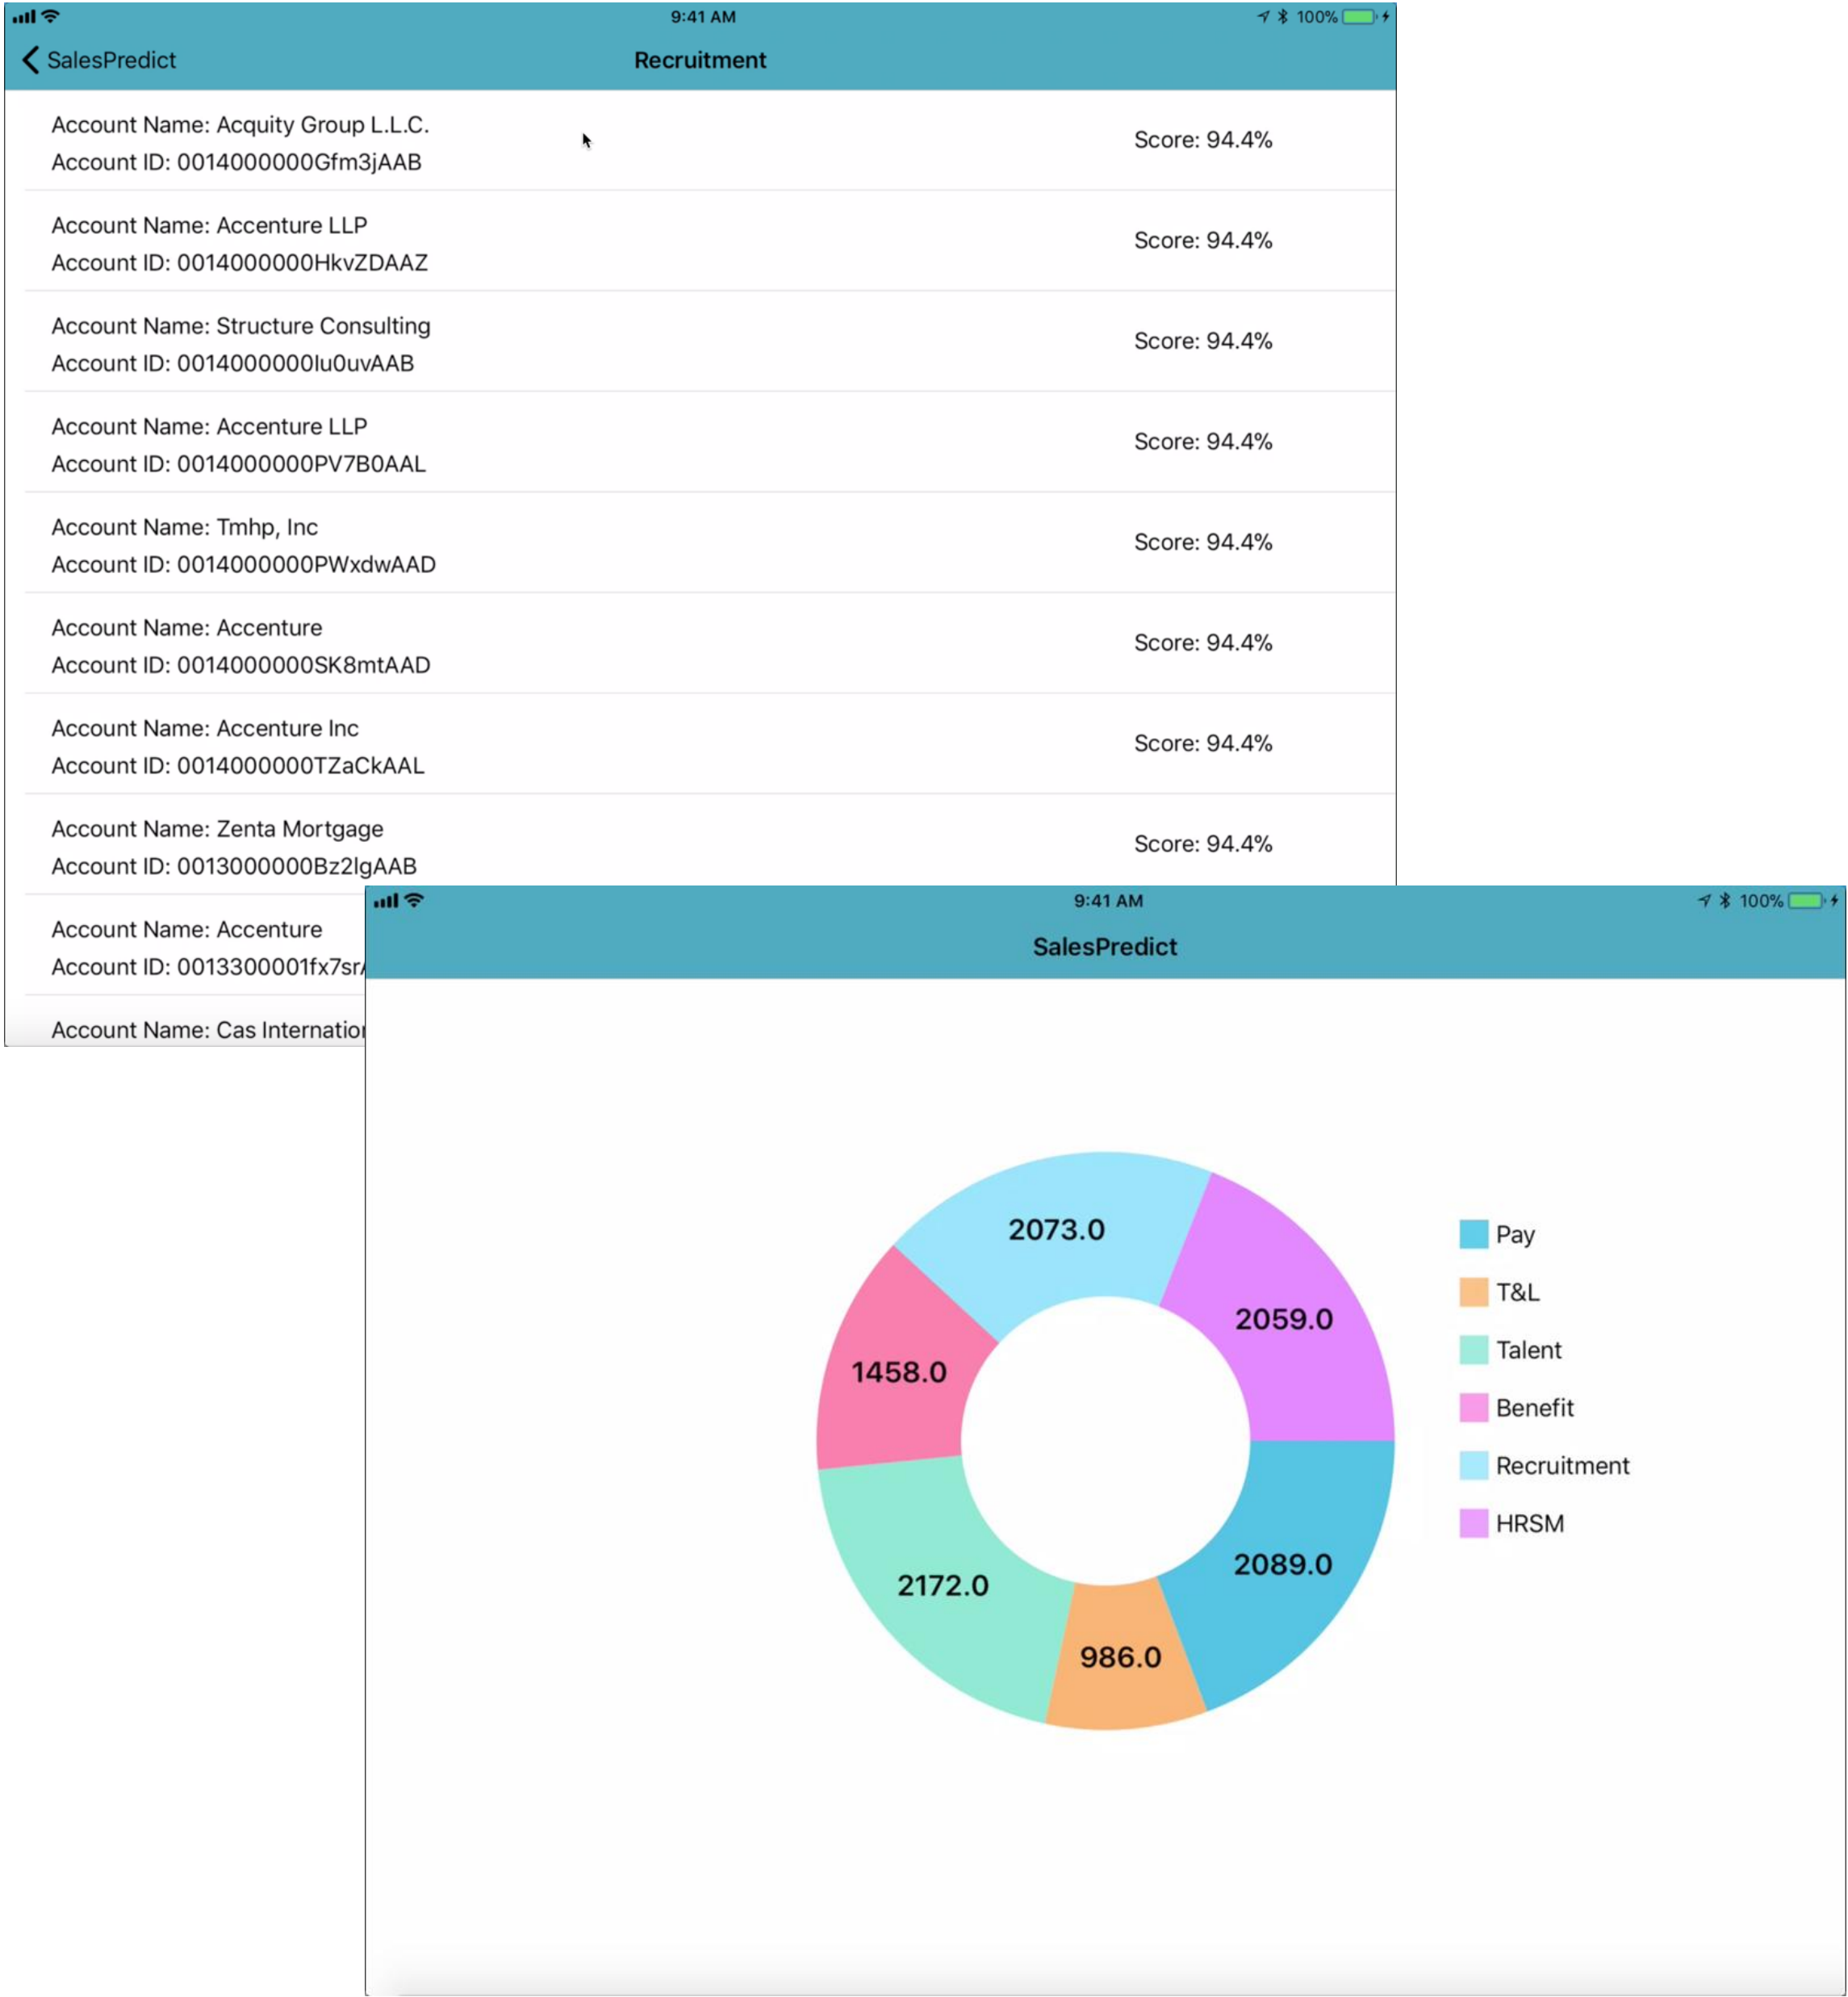 9:41 AM
100%
SalesPredict
Recruitment
Account Name: Acquity Group L.L.C.
Account ID: 0014000000Gfm3jAAB
Score: 94.4%
Account Name: Accenture LLP
Account ID: 0014000000HkvZDAAZ
Score: 94.4%
Account Name: Structure Consulting
Account ID: 0014000000Iu0uvAAB
Score: 94.4%
Account Name: Accenture LLP
Account ID: 0014000000PV7B0AAL
Score: 94.4%
Account Name: Tmhp, Inc
Account ID: 0014000000PWxdwAAD
Score: 94.4%
Account Name: Accenture
Account ID: 0014000000SK8mtAAD
Score: 94.4%
Account Name: Accenture Inc
Account ID: 0014000000TZaCkAAL
Score: 94.4%
Account Name: Zenta Mortgage
Account ID: 0013000000Bz2lgAAB
Score: 94.4%
Account Name: Accenture
Account ID: 0013300001fx7sr
Account Name: Cas Internation
9:41 AM
100%
SalesPredict
2073.0
2059.0
1458.0
2172.0
986.0
2089.0
Pay
T&L
Talent
Benefit
Recruitment
HRSM